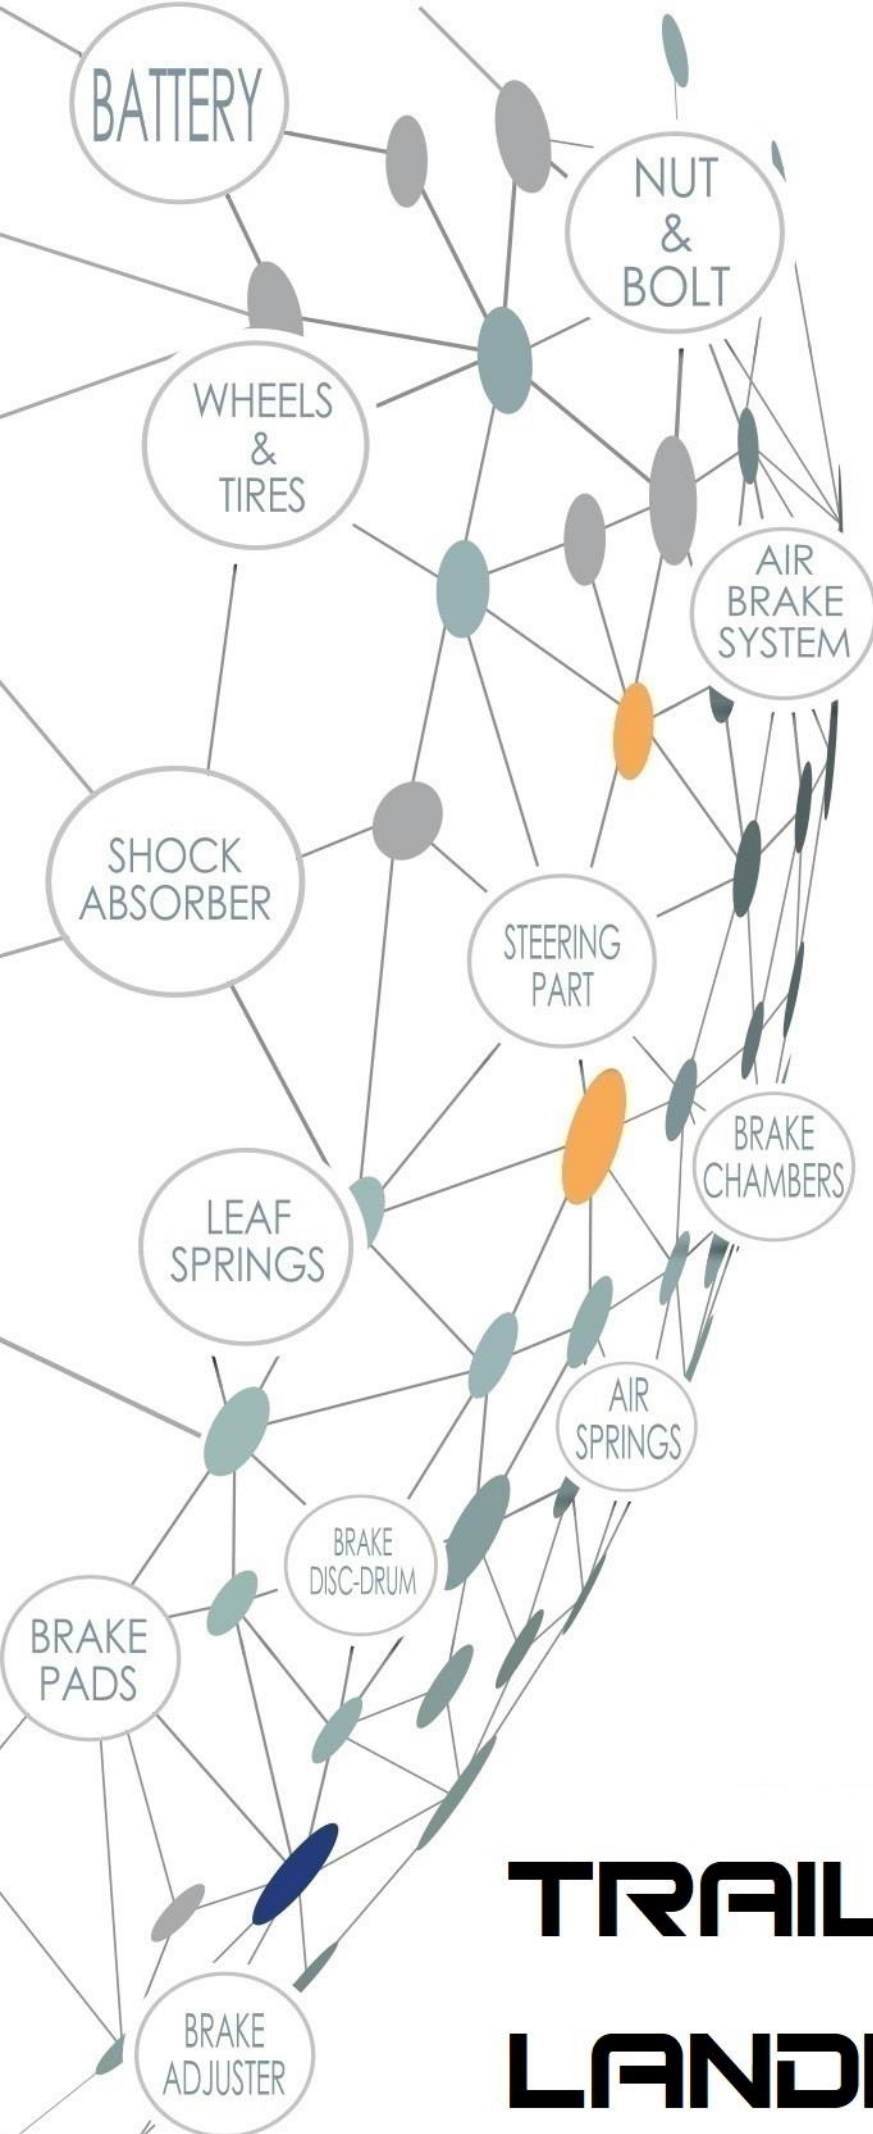 BATTERY
NUT
&
BOLT
WHEELS
&
TIRES
AIR
BRAKE
SYSTEM
SHOCK
ABSORBER
STEERING
PART
BRAKE
CHAMBERS
LEAF
SPRINGS
AIR
SPRINGS
BRAKE
DISC-DRUM
BRAKE
PADS
BRAKE
ADJUSTER
TRAIL